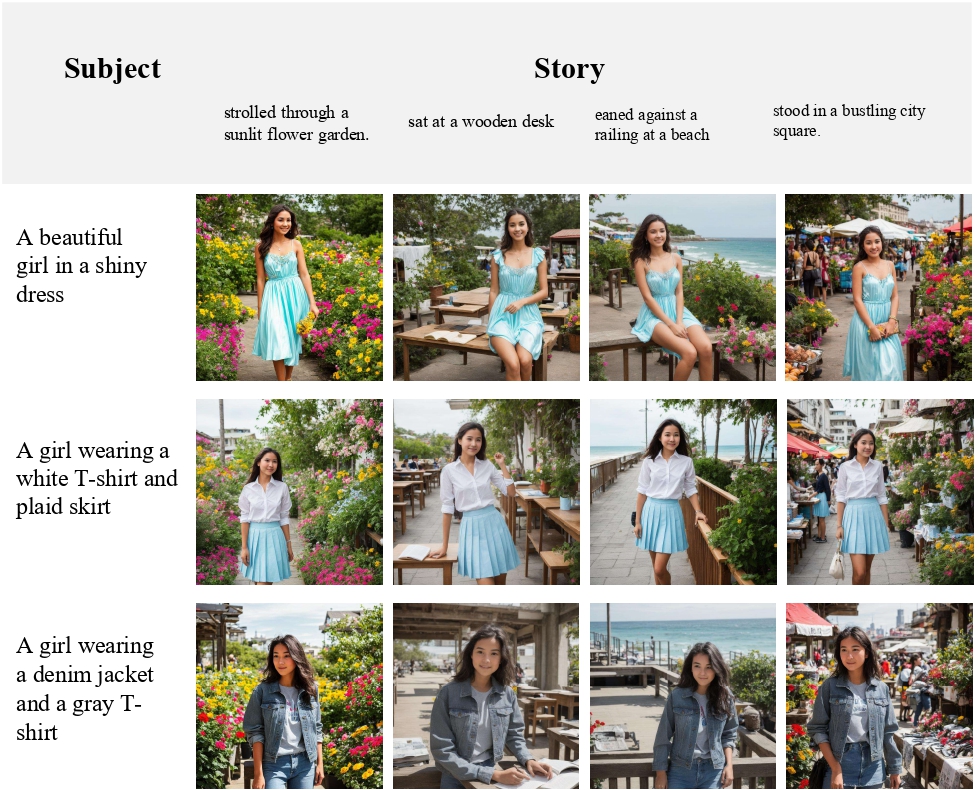 Subject
Story
strolled through a
sunlit flower garden.
sat at a wooden desk
eaned against a
railing at a beach
stood in a bustling city
square.
A beautiful
girl in a shiny
dress
A girl wearing a
white T-shirt and
plaid skirt
A girl wearing
a denim jacket
and a gray T-
shirt